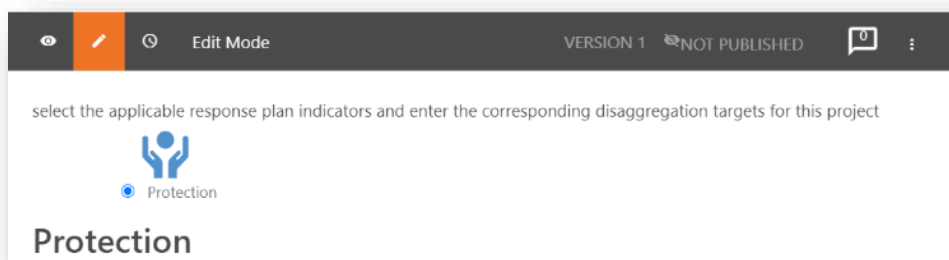 Edit Mode VERSION 1 NOT PUBLISHED 0
select the applicable response plan indicators and enter the corresponding disaggregation targets for this project
Protection
Protection